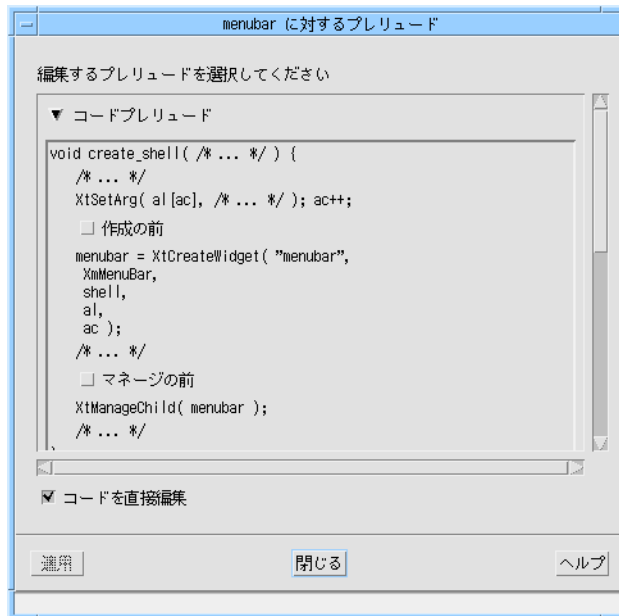 menubar に対するプレリュード
編集するプレリュードを選択してください
▼ コードプレリュード
void create_shell( /* ... */ ) {
/* ... */
XtSetArg( al[ac], /* ... */ ); ac++;
作成の前
menubar = XtCreateWidget( "menubar",
XmMenuBar,
shell,
al,
ac );
/* ... */
マネージの前
XtManageChild( menubar );
/* ... */
コードを直接編集
適用 閉じる ヘルプ